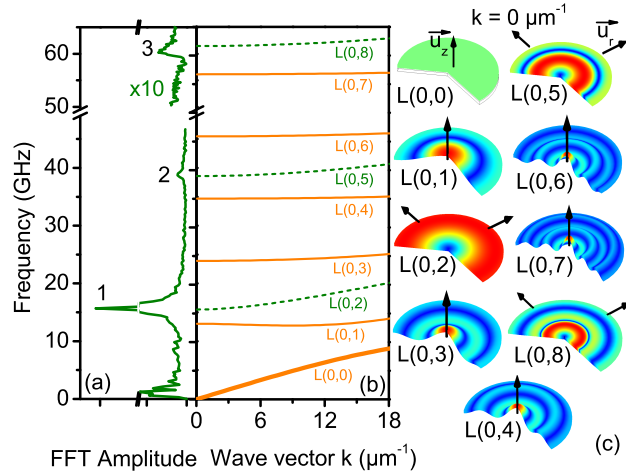 Frequency (GHz)
60
50
40
30
20
10
0
3
x10
2
1
(a)
FFT Amplitude
L(0,8)
L(0,7)
L(0,6)
L(0,5)
L(0,4)
L(0,3)
L(0,2)
L(0,1)
L(0,0)
(b)
0 6 12 18
Wave vector k (μm⁻¹)
k = 0 μm⁻¹
u_z
u_r
L(0,0)
L(0,5)
L(0,1)
L(0,6)
L(0,2)
L(0,7)
L(0,3)
L(0,8)
L(0,4)
(c)